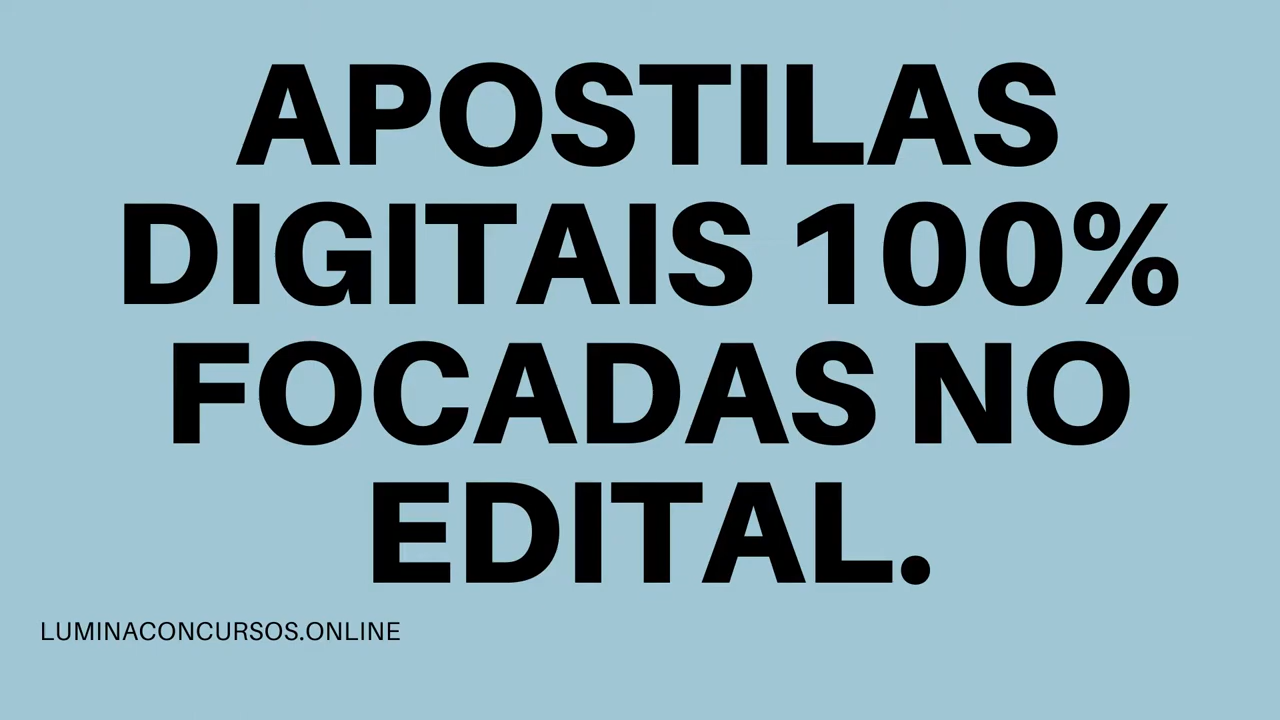 APOSTILAS
DIGITAIS 100%
FOCADAS NO
EDITAL.
LUMINACONCURSOS.ONLINE